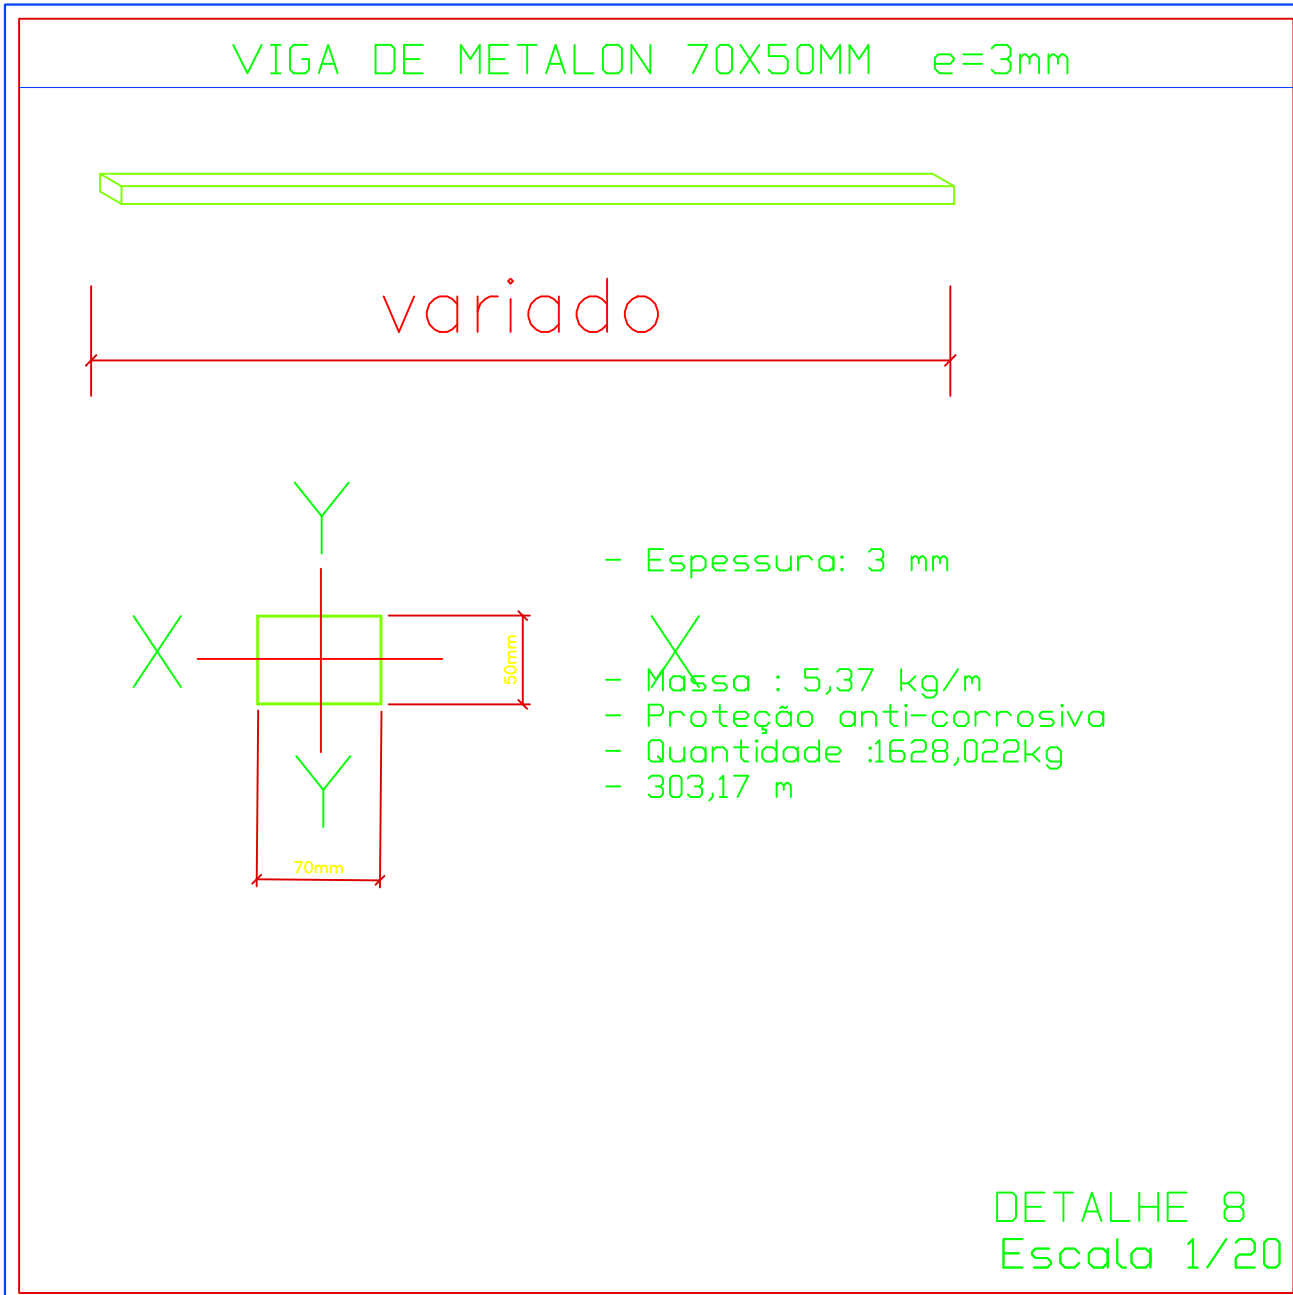 VIGA DE METALON 70X50MM e=3mm
variado
Y
- Espessura: 3 mm
X
X
50mm
- Massa : 5,37 kg/m
- Proteção anti-corrosiva
- Quantidade :1628,022kg
- 303,17 m
Y
70mm
DETALHE 8
Escala 1/20